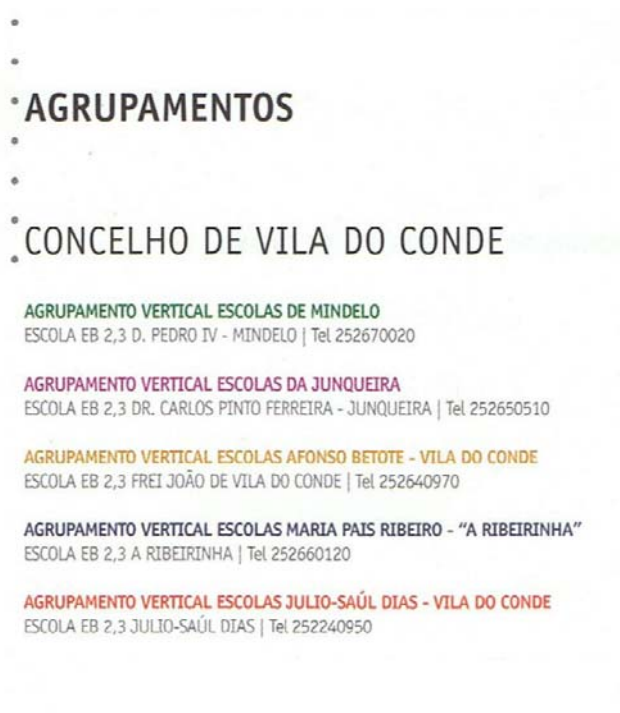 AGRUPAMENTOS
CONCELHO DE VILA DO CONDE
AGRUPAMENTO VERTICAL ESCOLAS DE MINDELO
ESCOLA EB 2,3 D. PEDRO IV - MINDELO | Tel 252670020
AGRUPAMENTO VERTICAL ESCOLAS DA JUNQUEIRA
ESCOLA EB 2,3 DR. CARLOS PINTO FERREIRA - JUNQUEIRA | Tel 252650510
AGRUPAMENTO VERTICAL ESCOLAS AFONSO BETOTE - VILA DO CONDE
ESCOLA EB 2,3 FREI JOÃO DE VILA DO CONDE | Tel 252640970
AGRUPAMENTO VERTICAL ESCOLAS MARIA PAIS RIBEIRO - “A RIBEIRINHA”
ESCOLA EB 2,3 A RIBEIRINHA | Tel 252660120
AGRUPAMENTO VERTICAL ESCOLAS JULIO-SAÚL DIAS - VILA DO CONDE
ESCOLA EB 2,3 JULIO-SAÚL DIAS | Tel 252240950